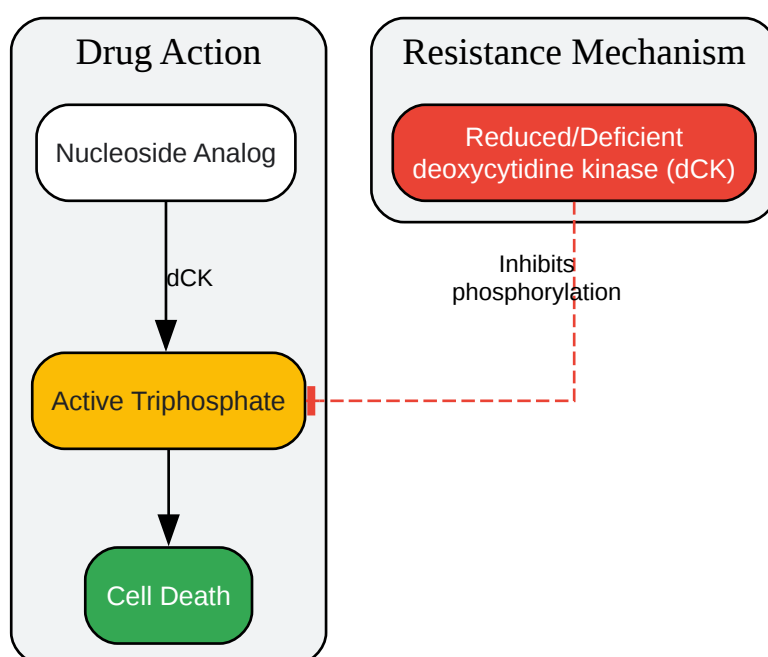 Drug Action
Nucleoside Analog
dCK
Active Triphosphate
Cell Death
Resistance Mechanism
Reduced/Deficient
deoxycytidine kinase (dCK)
Inhibits
phosphorylation